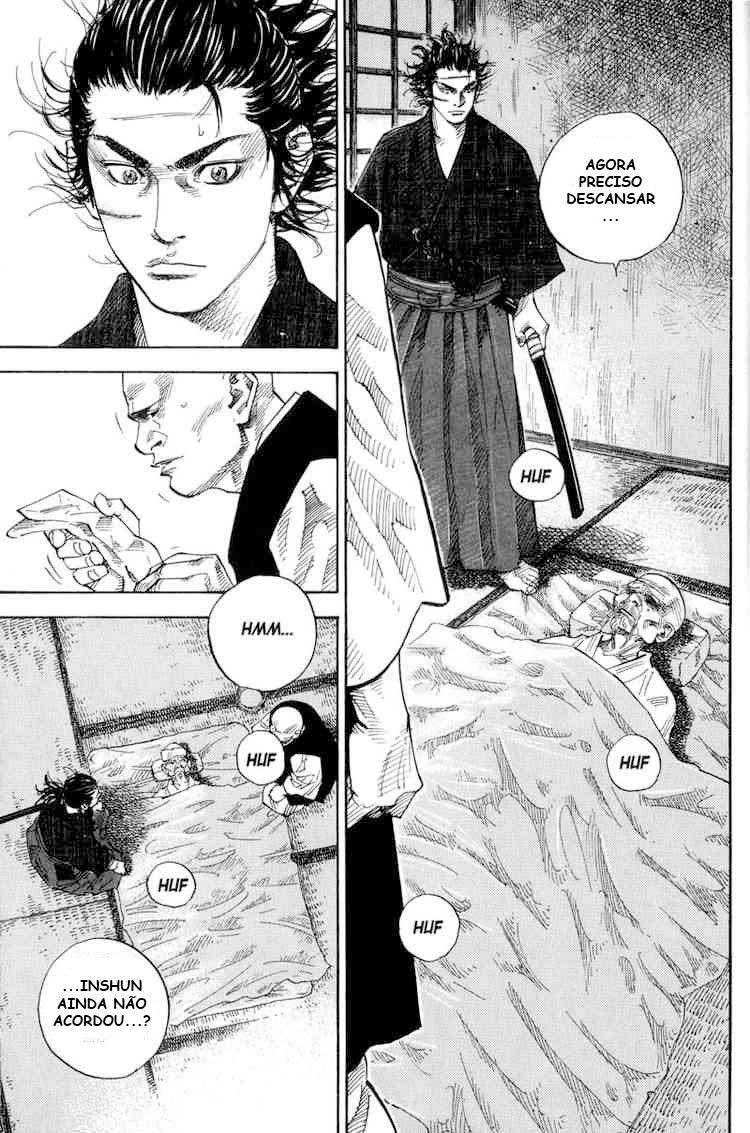 AGORA
PRECISO
DESCANSAR
...
HUF
HUF
HUF
HMM...
HUF
HUF
...INSHUN
AINDA NÃO
ACORDOU...?